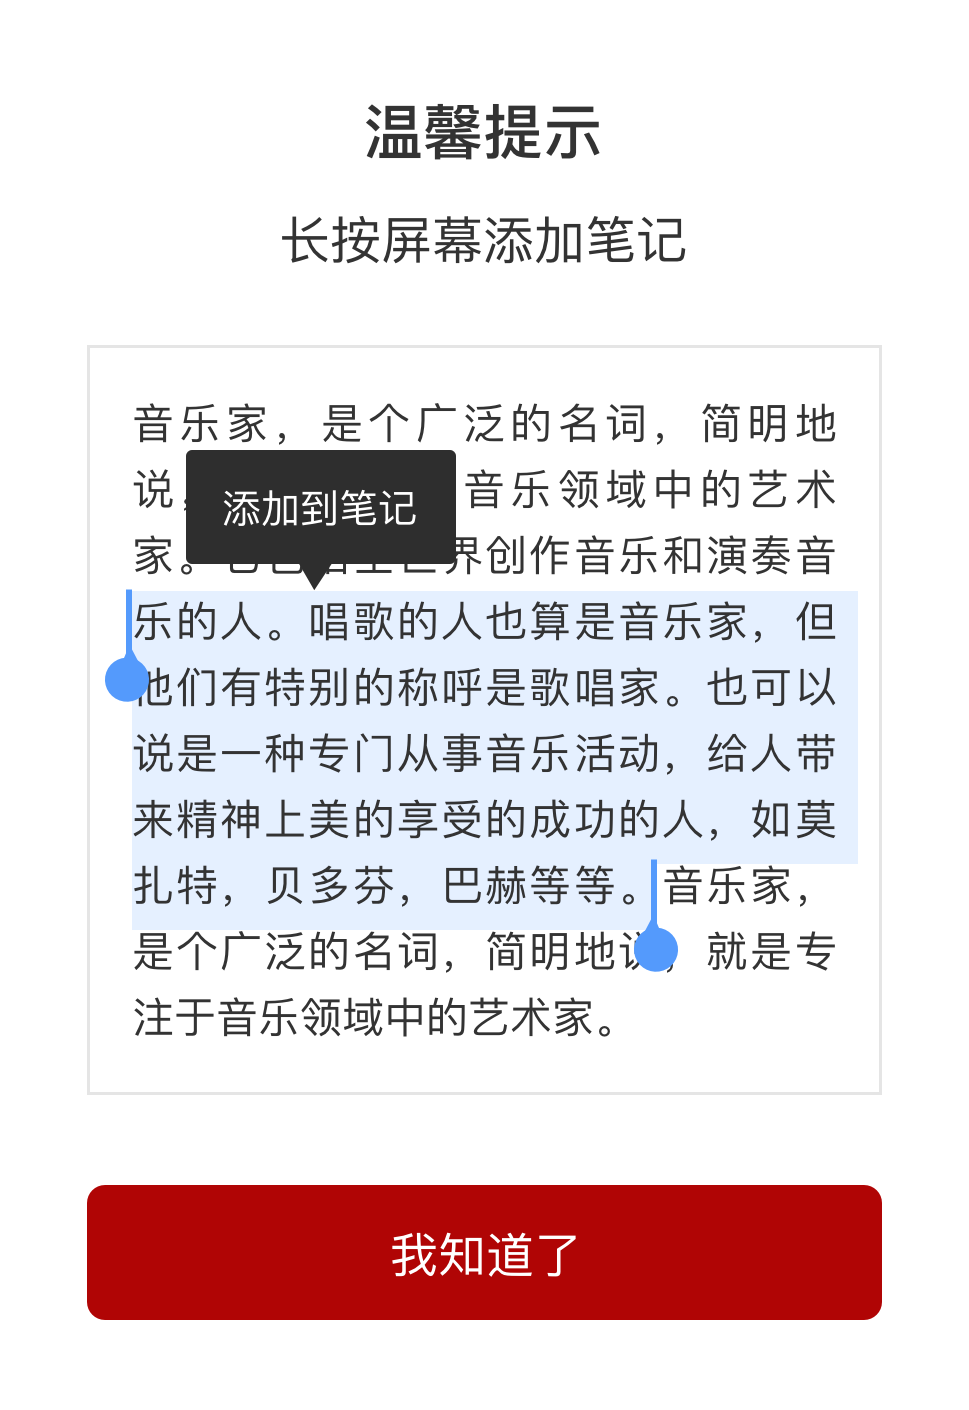 温馨提示
长按屏幕添加笔记
音乐家，是个广泛的名词，简明地
说，音乐领域中的艺术
添加到笔记
家。界创作音乐和演奏音
乐的人。唱歌的人也算是音乐家，但
他们有特别的称呼是歌唱家。也可以
说是一种专门从事音乐活动，给人带
来精神上美的享受的成功的人，如莫
扎特，贝多芬，巴赫等等。音乐家，
是个广泛的名词，简明地说，就是专
注于音乐领域中的艺术家。
我知道了